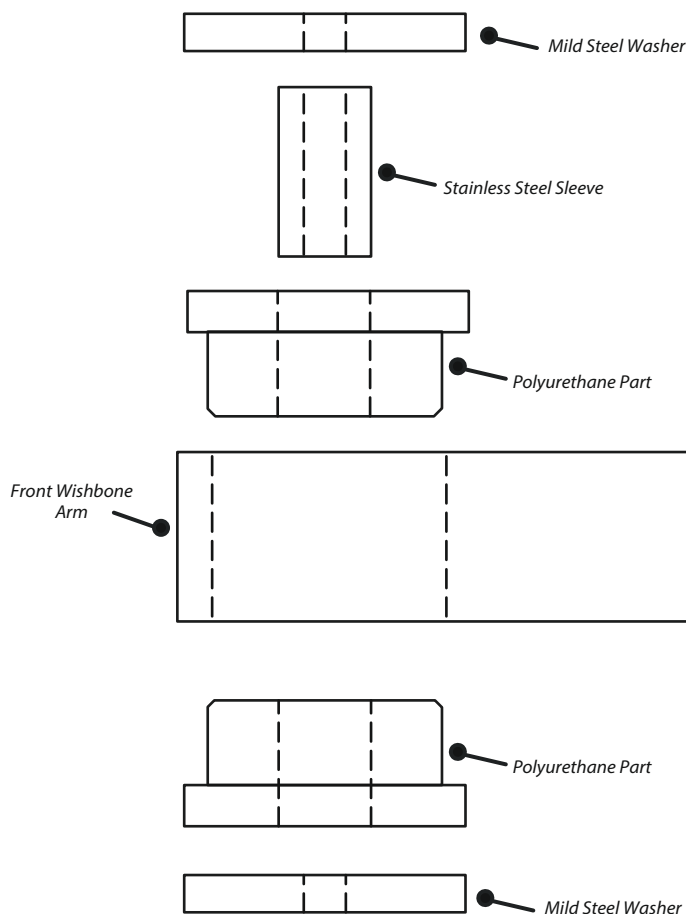 Mild Steel Washer
Stainless Steel Sleeve
Polyurethane Part
Front Wishbone
Arm
Polyurethane Part
Mild Steel Washer